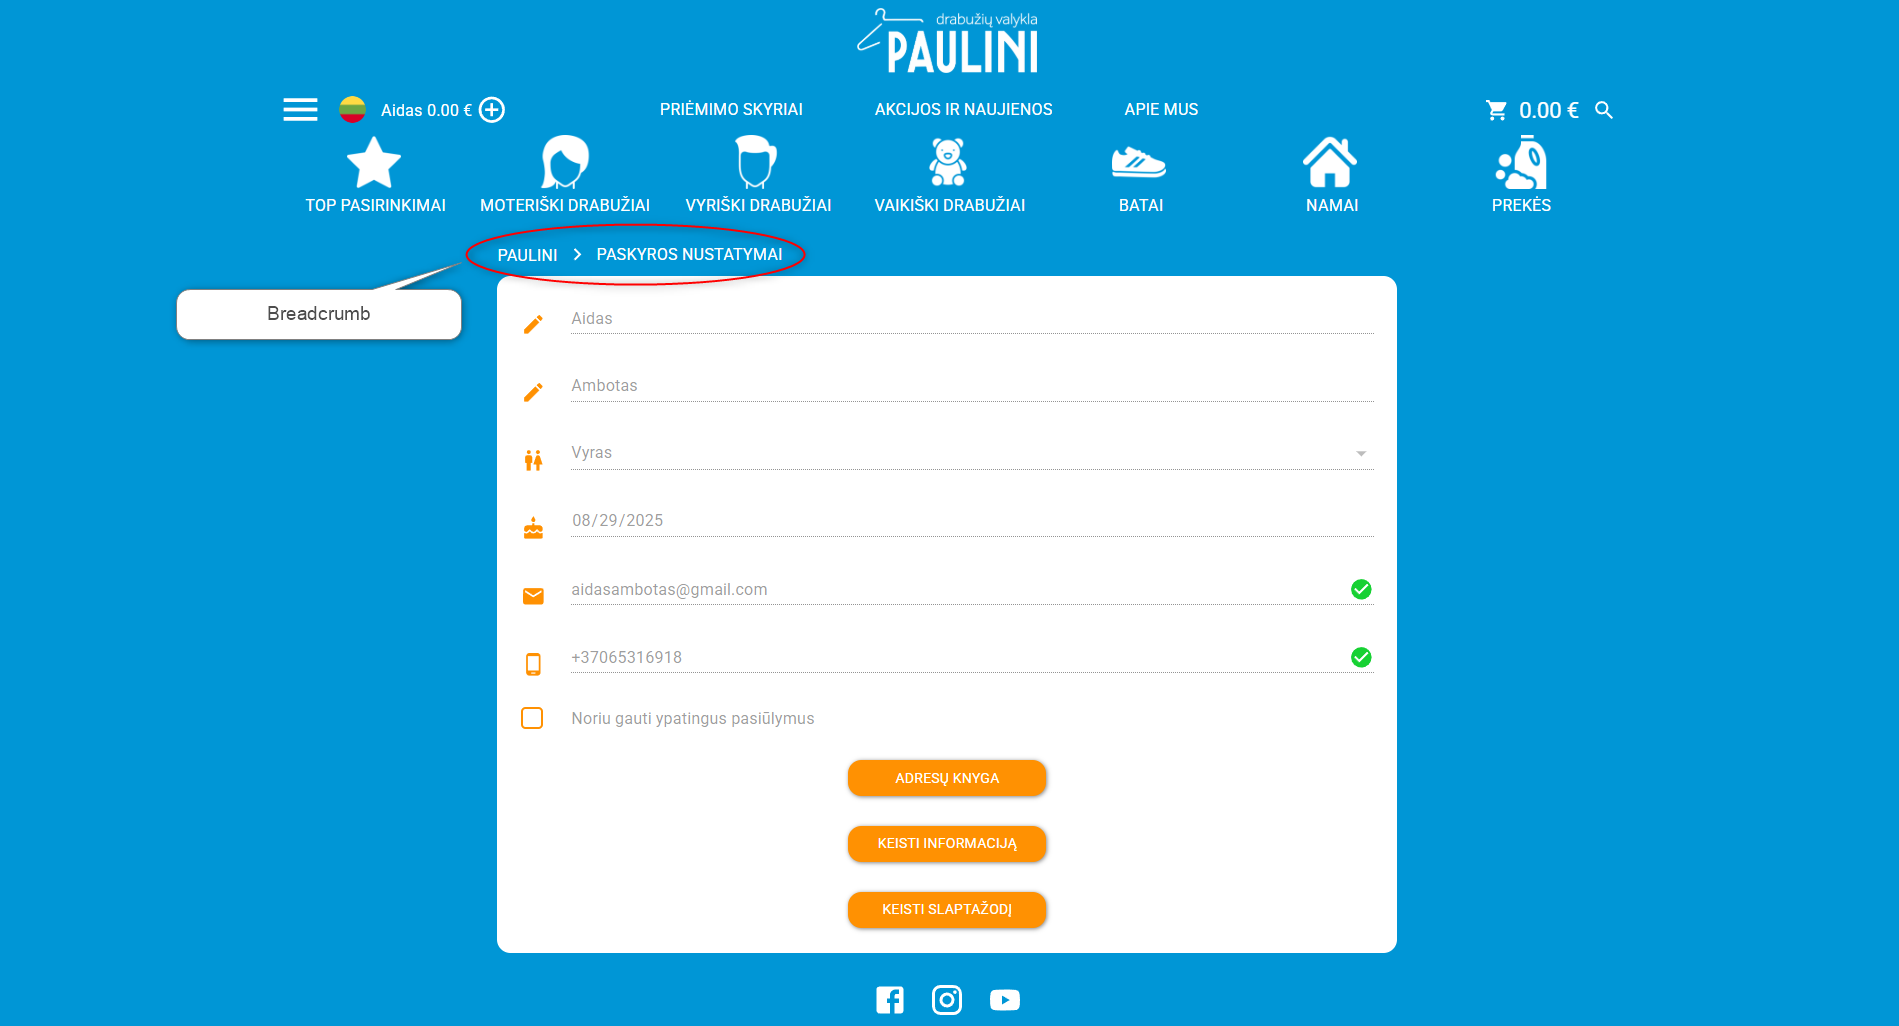 drabužių valykla
PAULINI
Aidas 0.00 €
PRIĖMIMO SKYRIAI
AKCIJOS IR NAUJIENOS
APIE MUS
0.00 €
TOP PASIRINKIMAI
MOTERIŠKI DRABUŽIAI
VYRIŠKI DRABUŽIAI
VAIKIŠKI DRABUŽIAI
BATAI
NAMAI
PREKĖS
PAULINI > PASKYROS NUSTATYMAI
Breadcrumb
Aidas
Ambotas
Vyras
08/29/2025
aidasambotas@gmail.com
+37065316918
Noriu gauti ypatingus pasiūlymus
ADRESŲ KNYGA
KEISTI INFORMACIJĄ
KEISTI SLAPTAŽODĮ